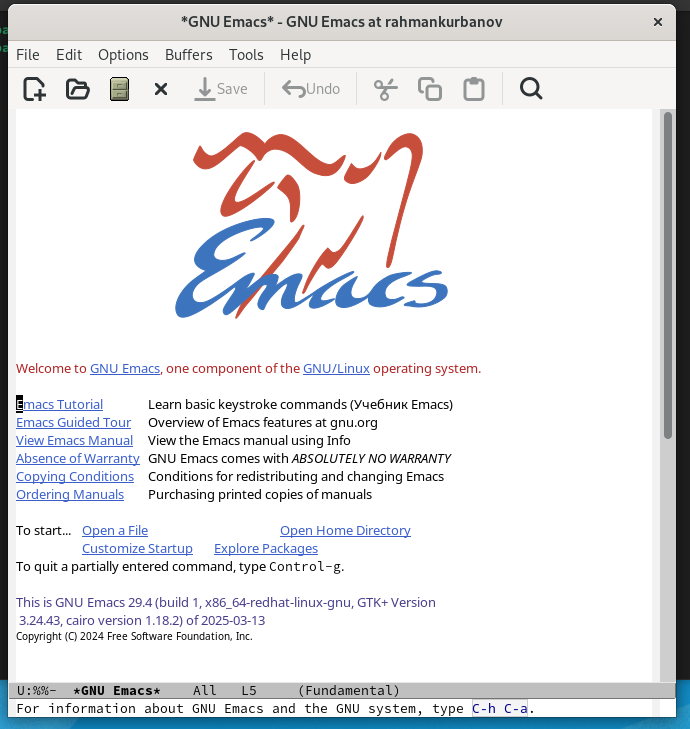 *GNU Emacs* - GNU Emacs at rahmankurbanov
File Edit Options Buffers Tools Help
Save Undo
Emacs
Welcome to GNU Emacs, one component of the GNU/Linux operating system.
Emacs Tutorial Learn basic keystroke commands (Учебник Emacs)
Emacs Guided Tour Overview of Emacs features at gnu.org
View Emacs Manual View the Emacs manual using Info
Absence of Warranty GNU Emacs comes with ABSOLUTELY NO WARRANTY
Copying Conditions Conditions for redistributing and changing Emacs
Ordering Manuals Purchasing printed copies of manuals
To start... Open a File Open Home Directory
Customize Startup Explore Packages
To quit a partially entered command, type Control-g.
This is GNU Emacs 29.4 (build 1, x86_64-redhat-linux-gnu, GTK+ Version
3.24.43, cairo version 1.18.2) of 2025-03-13
Copyright (C) 2024 Free Software Foundation, Inc.
U:%%- *GNU Emacs* All L5 (Fundamental)
For information about GNU Emacs and the GNU system, type C-h C-a.